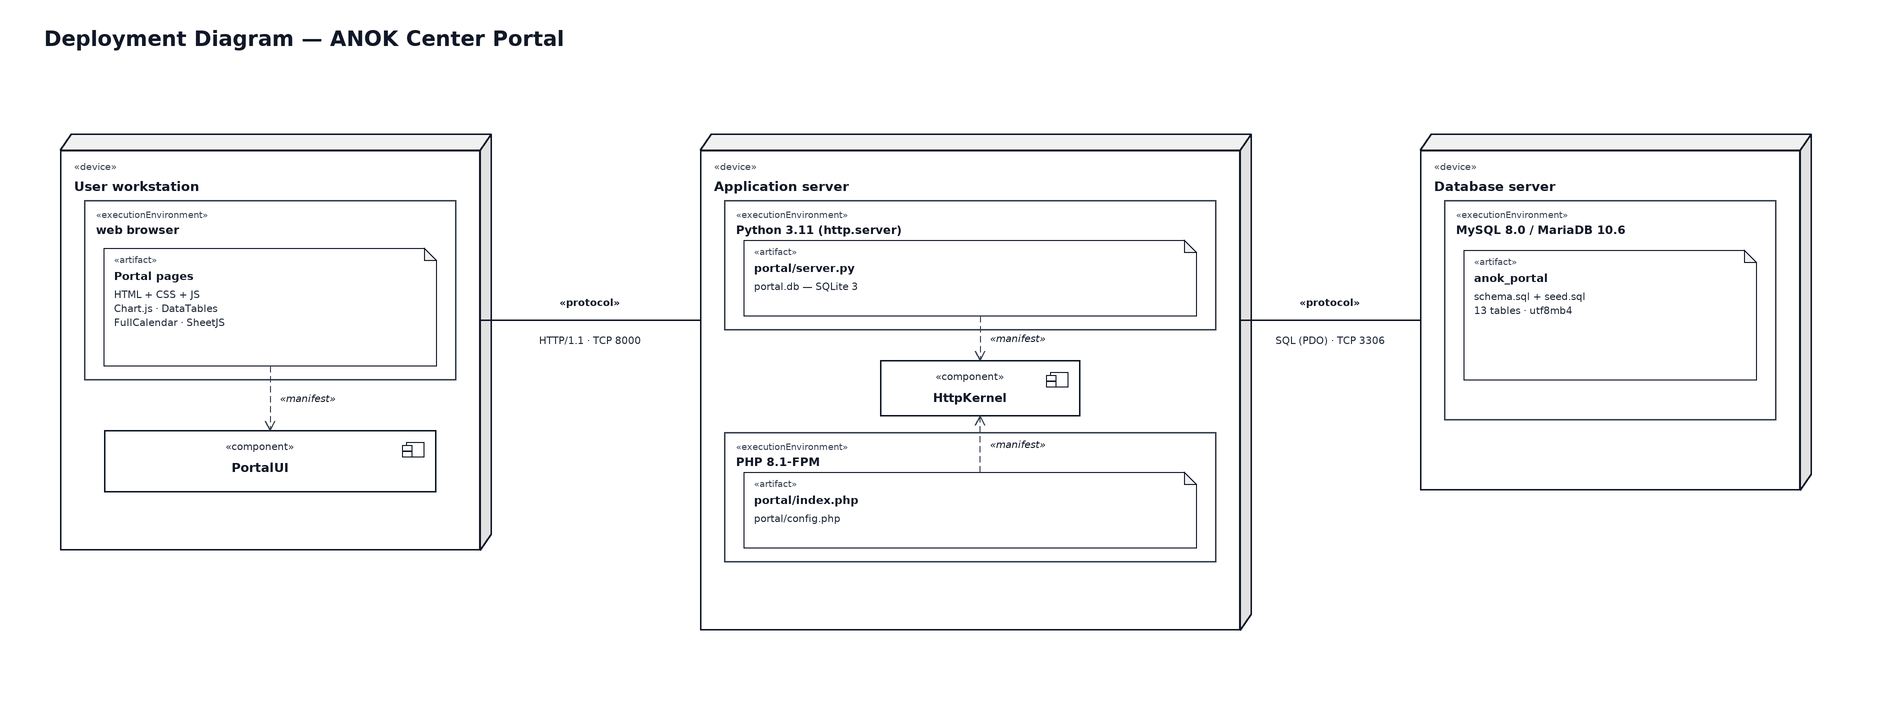 Deployment Diagram — ANOK Center Portal
«device»
User workstation
«executionEnvironment»
web browser
«artifact»
Portal pages
HTML + CSS + JS
Chart.js · DataTables
FullCalendar · SheetJS
«manifest»
«component»
PortalUI
«protocol»
HTTP/1.1 · TCP 8000
«device»
Application server
«executionEnvironment»
Python 3.11 (http.server)
«artifact»
portal/server.py
portal.db — SQLite 3
«manifest»
«component»
HttpKernel
«executionEnvironment»
«manifest»
PHP 8.1-FPM
«artifact»
portal/index.php
portal/config.php
«protocol»
SQL (PDO) · TCP 3306
«device»
Database server
«executionEnvironment»
MySQL 8.0 / MariaDB 10.6
«artifact»
anok_portal
schema.sql + seed.sql
13 tables · utf8mb4